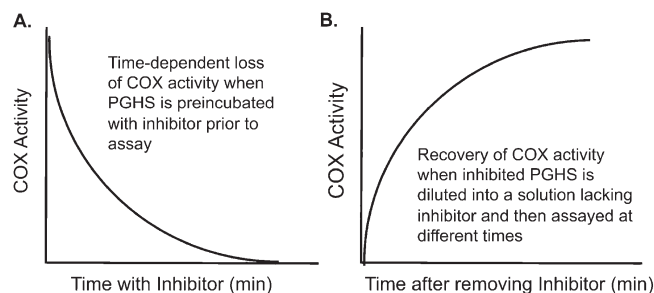 A.
COX Activity
Time-dependent loss
of COX activity when
PGHS is preincubated
with inhibitor prior to
assay
Time with Inhibitor (min)
B.
COX Activity
Recovery of COX activity
when inhibited PGHS is
diluted into a solution lacking
inhibitor and then assayed at
different times
Time after removing Inhibitor (min)